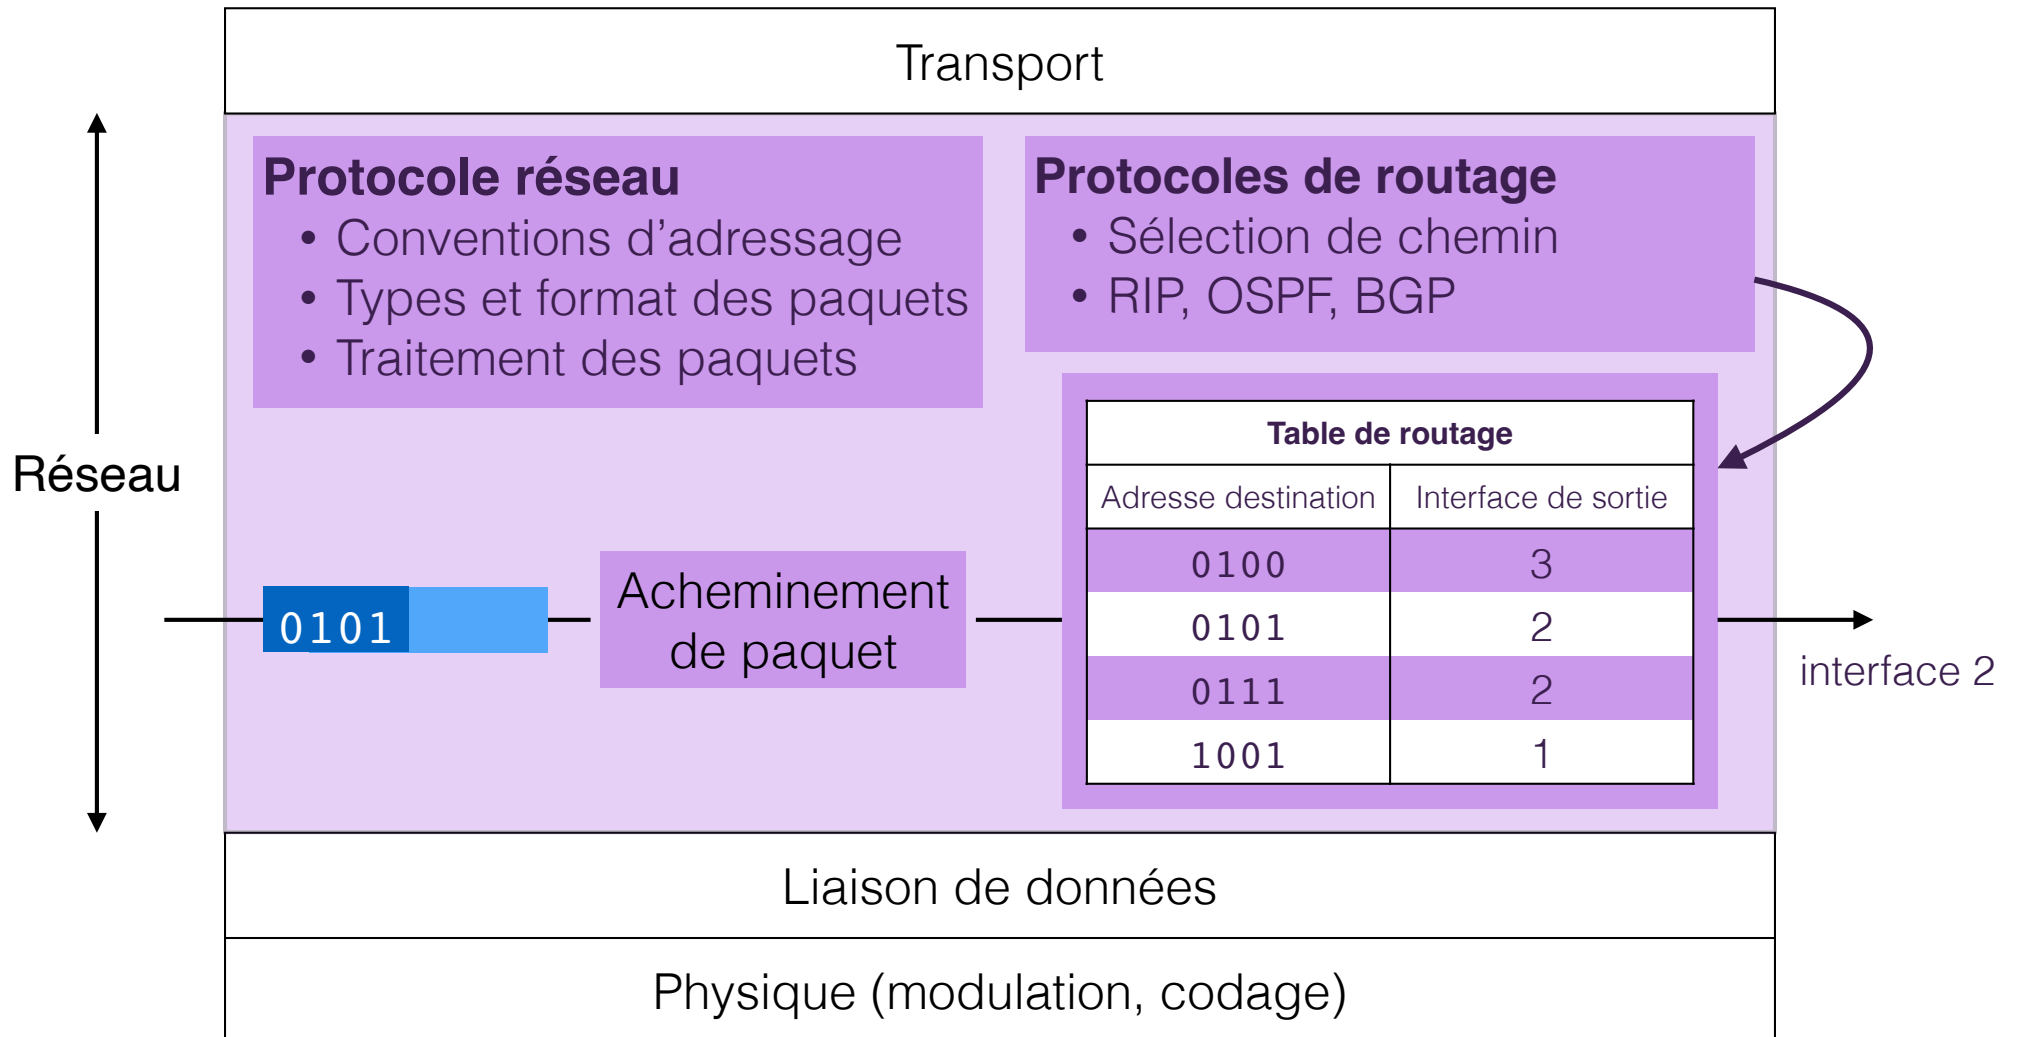 Transport
Réseau
Protocole réseau
• Conventions d'adressage
• Types et format des paquets
• Traitement des paquets
Protocoles de routage
• Sélection de chemin
• RIP, OSPF, BGP
0101
Acheminement
de paquet
Table de routage
Adresse destination Interface de sortie
0100 3
0101 2
0111 2
1001 1
interface 2
Liaison de données
Physique (modulation, codage)